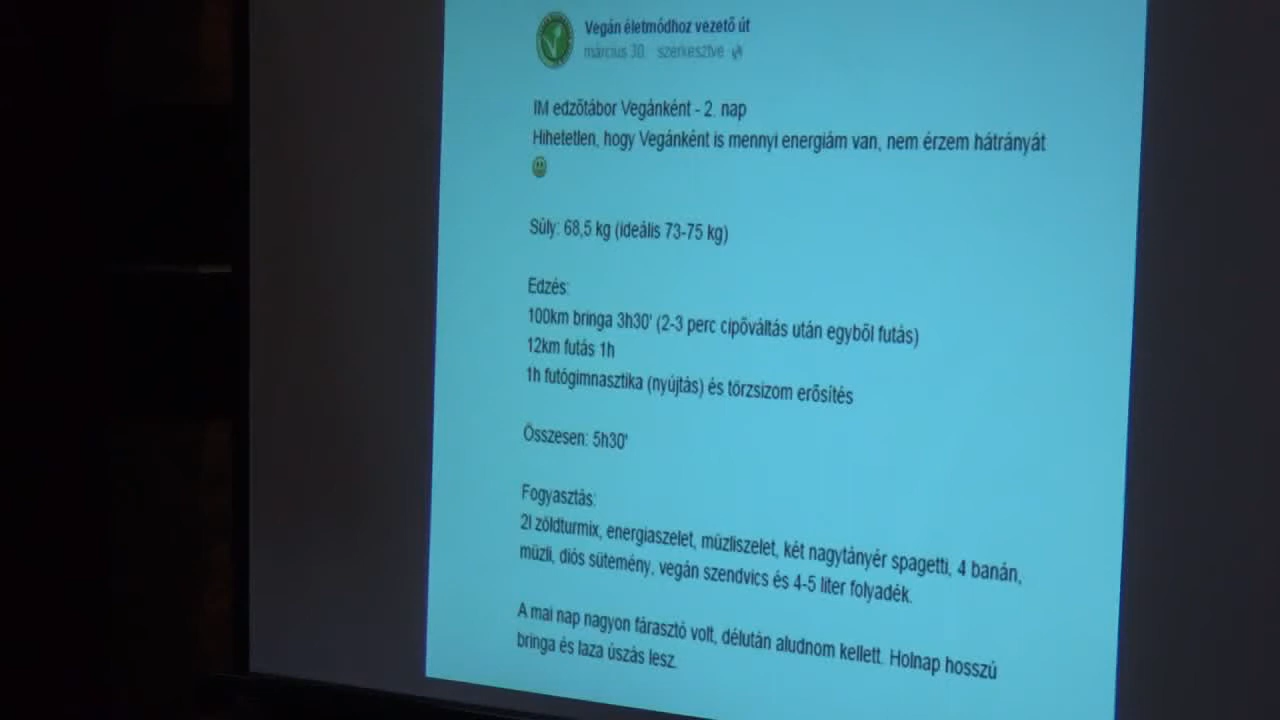 Vegán életmódhoz vezető út
március 30. szerkesztve
IM edzőtábor Vegánként - 2. nap
Hihetetlen, hogy Vegánként is mennyi energiám van, nem érzem hátrányát
Súly: 68,5 kg (ideális 73-75 kg)
Edzés:
100km bringa 3h30' (2-3 perc cipőváltás után egyből futás)
12km futás 1h
1h futógimnasztika (nyújtás) és törzsizom erősítés
Összesen: 5h30'
Fogyasztás:
2l zöldturmix, energiaszelet, müzliszelet, két nagytányér spagetti, 4 banán,
müzli, diós sütemény, vegán szendvics és 4-5 liter folyadék.
A mai nap nagyon fárasztó volt, délután aludnom kellett. Holnap hosszú
bringa és laza úszás lesz.